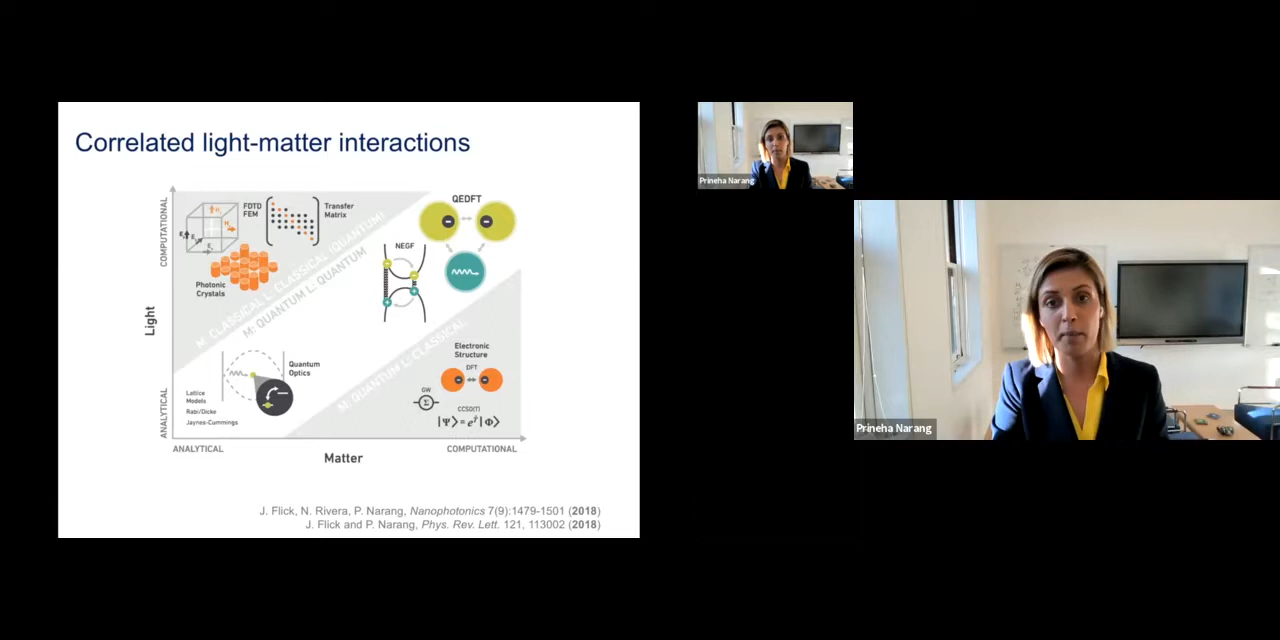 Correlated light-matter interactions
COMPUTATIONAL
ANALYTICAL
Light
FDTD
FEM
Transfer
Matrix
Photonic
Crystals
M: CLASSICAL L: CLASSICAL (QUANTUM)
M: QUANTUM L: QUANTUM
M: QUANTUM L: CLASSICAL
QEDFT
NEGF
Quantum
Optics
Lattice
Models
Rabi/Dicke
Jaynes-Cummings
Electronic
Structure
DFT
GW
Σ
CCSD(T)
|Ψ⟩ = e^T̂ |Φ⟩
ANALYTICAL
COMPUTATIONAL
Matter
J. Flick, N. Rivera, P. Narang, Nanophotonics 7(9):1479-1501 (2018)
J. Flick and P. Narang, Phys. Rev. Lett. 121, 113002 (2018)
Prineha Narang
Prineha Narang